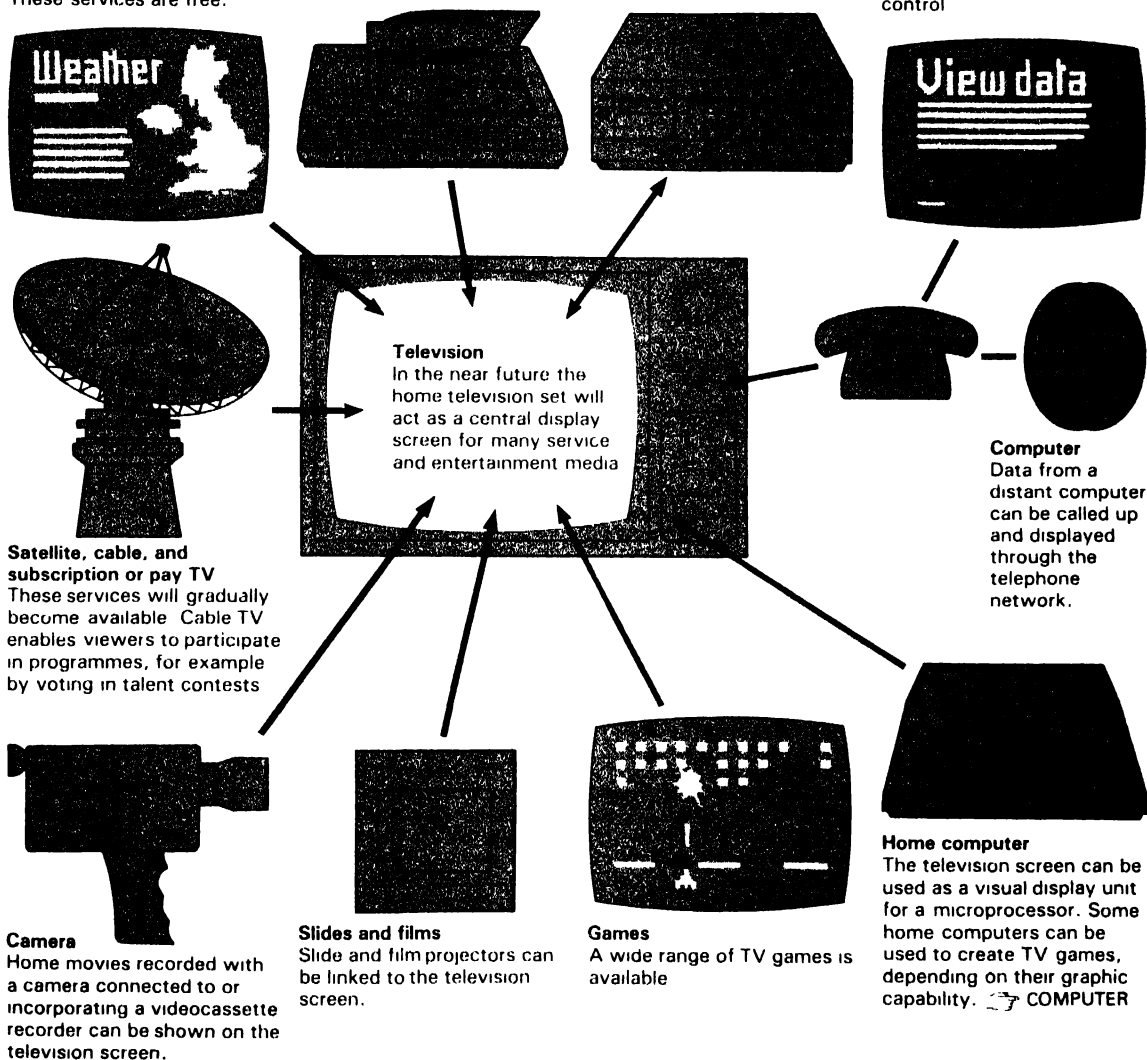 These services are free.
control
Weather
View data
Television
In the near future the
home television set will
act as a central display
screen for many service
and entertainment media
Computer
Data from a
distant computer
can be called up
and displayed
through the
telephone
network.
Satellite, cable, and
subscription or pay TV
These services will gradually
become available Cable TV
enables viewers to participate
in programmes, for example
by voting in talent contests
Camera
Home movies recorded with
a camera connected to or
incorporating a videocassette
recorder can be shown on the
television screen.
Slides and films
Slide and film projectors can
be linked to the television
screen.
Games
A wide range of TV games is
available
Home computer
The television screen can be
used as a visual display unit
for a microprocessor. Some
home computers can be
used to create TV games,
depending on their graphic
capability. ☞ COMPUTER